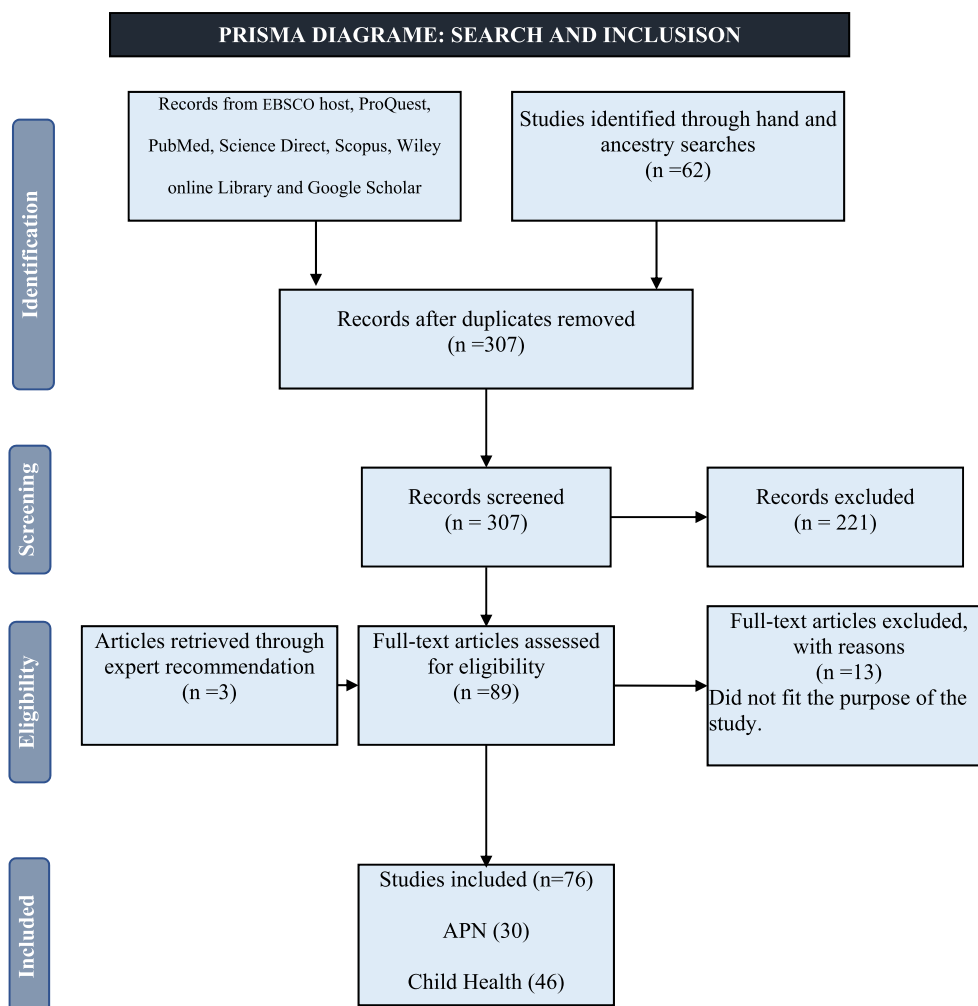 PRISMA DIAGRAME: SEARCH AND INCLUSISON
Identification
Records from EBSCO host, ProQuest,
PubMed, Science Direct, Scopus, Wiley
online Library and Google Scholar
Studies identified through hand and
ancestry searches
(n =62)
Records after duplicates removed
(n =307)
Screening
Records screened
(n = 307)
Records excluded
(n = 221)
Eligibility
Articles retrieved through
expert recommendation
(n =3)
Full-text articles assessed
for eligibility
(n =89)
Full-text articles excluded,
with reasons
(n =13)
Did not fit the purpose of the
study.
Included
Studies included (n=76)
APN (30)
Child Health (46)